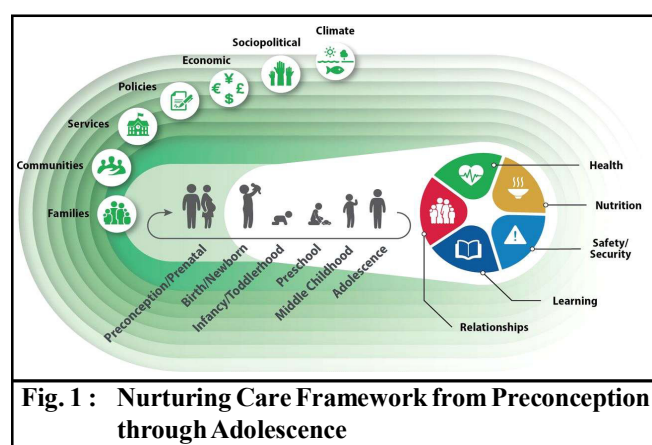 Climate
Sociopolitical
Economic
¥
€ £
$
Policies
Services
Communities
Families
Health
Nutrition
Safety/
Security
Learning
Relationships
Preconception/Prenatal
Birth/Newborn
Infancy/Toddlerhood
Preschool
Middle Childhood
Adolescence
Fig. 1 : Nurturing Care Framework from Preconception
through Adolescence